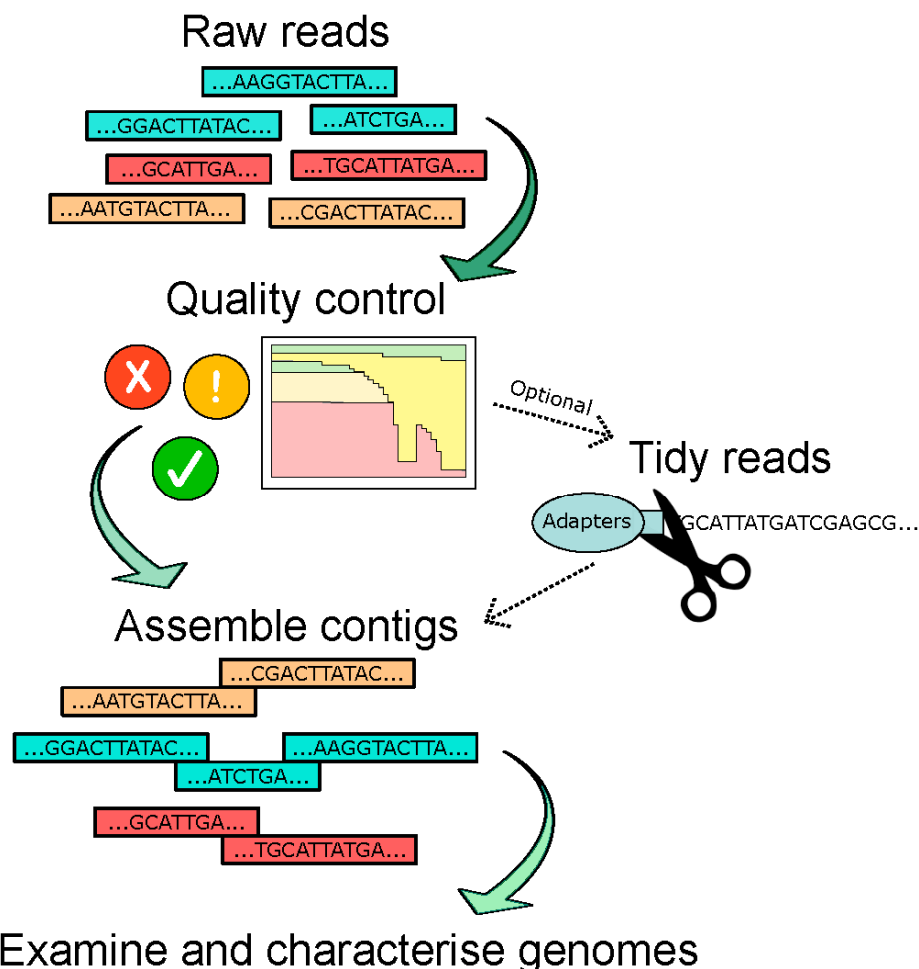 Raw reads
...AAGGTACTTA...
...GGACTTATAC...
...ATCTGA...
...GCATTGA...
...TGCATTATGA...
...AATGTACTTA...
...CGACTTATAC...
Quality control
X
!
Optional
Tidy reads
Adapters
GCATTATGATCGAGCG...
Assemble contigs
...CGACTTATAC...
...AATGTACTTA...
...GGACTTATAC...
...AAGGTACTTA...
...ATCTGA...
...GCATTGA...
...TGCATTATGA...
Examine and characterise genomes